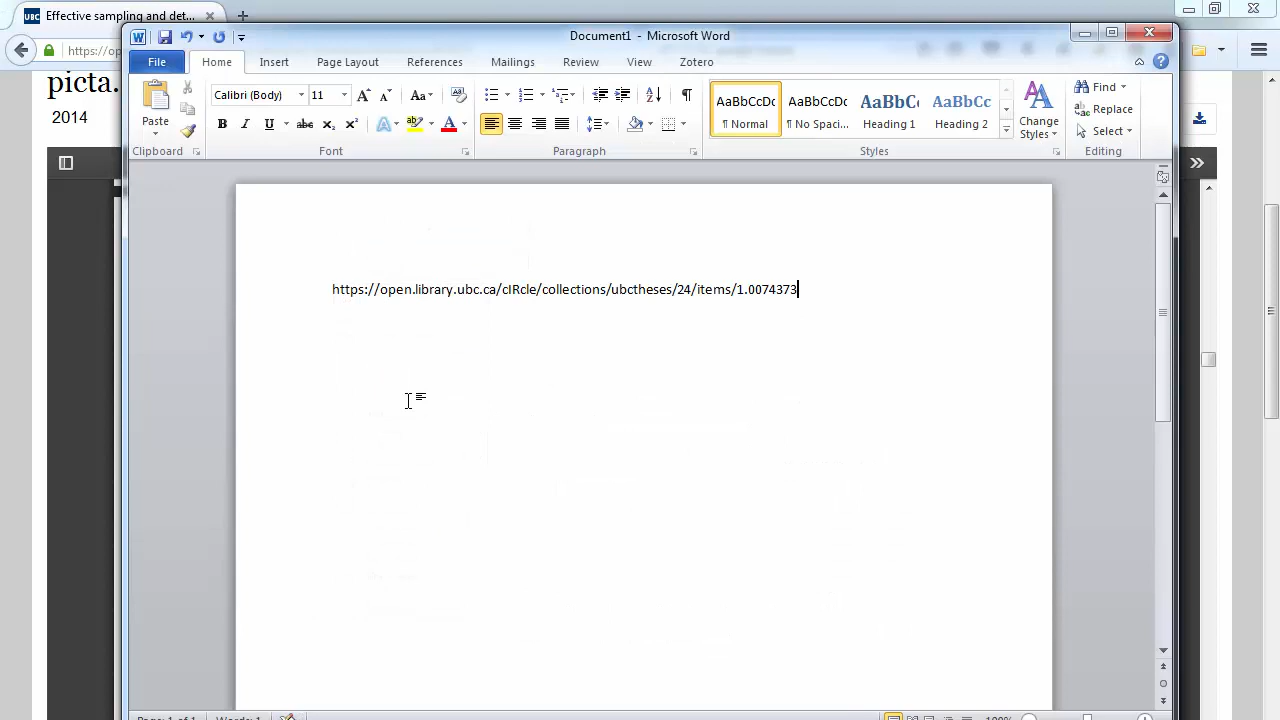 Effective sampling and det...
https://op
picta.
2014
Document1 - Microsoft Word
File Home Insert Page Layout References Mailings Review View Zotero
Calibri (Body) 11
Paste
Clipboard
Font
Paragraph
AaBbCcDc
¶ Normal
AaBbCcDc
¶ No Spaci...
AaBbC
Heading 1
AaBbCc
Heading 2
Change
Styles
Styles
Find
Replace
Select
Editing
https://open.library.ubc.ca/cIRcle/collections/ubctheses/24/items/1.0074373